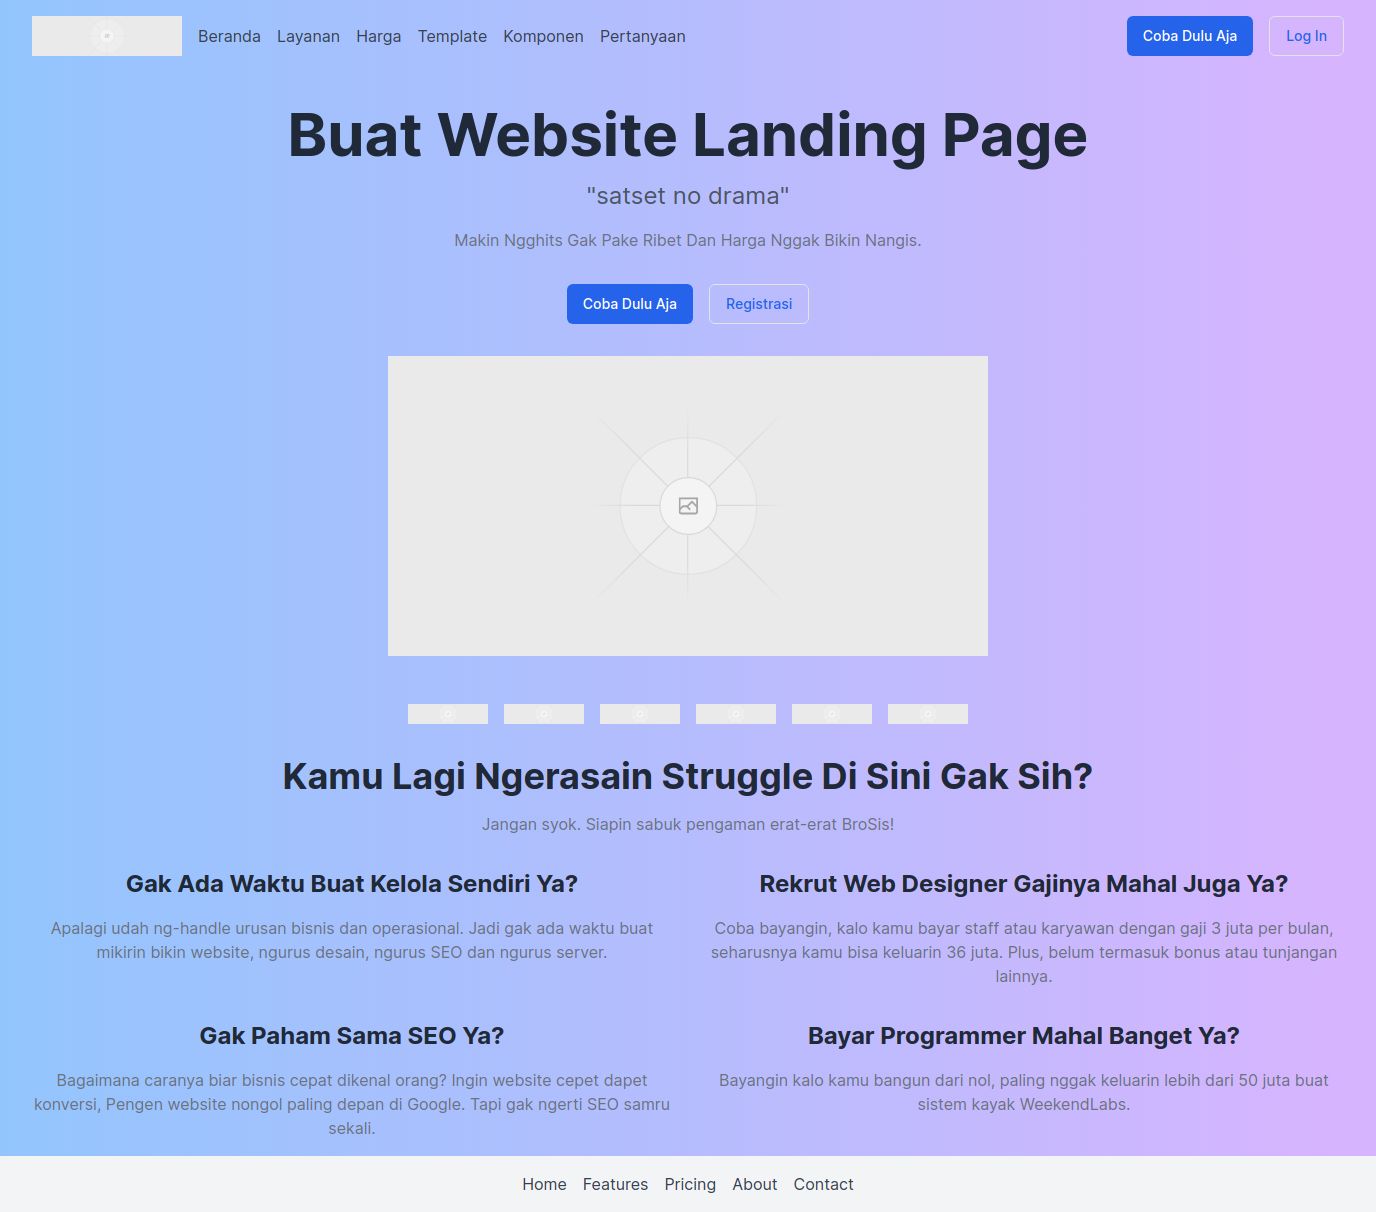 Beranda Layanan Harga Template Komponen Pertanyaan Coba Dulu Aja Log In
Buat Website Landing Page
"satset no drama"
Makin Ngghits Gak Pake Ribet Dan Harga Nggak Bikin Nangis.
Coba Dulu Aja Registrasi
Kamu Lagi Ngerasain Struggle Di Sini Gak Sih?
Jangan syok. Siapin sabuk pengaman erat-erat BroSis!
Gak Ada Waktu Buat Kelola Sendiri Ya?
Apalagi udah ng-handle urusan bisnis dan operasional. Jadi gak ada waktu buat
mikirin bikin website, ngurus desain, ngurus SEO dan ngurus server.
Rekrut Web Designer Gajinya Mahal Juga Ya?
Coba bayangin, kalo kamu bayar staff atau karyawan dengan gaji 3 juta per bulan,
seharusnya kamu bisa keluarin 36 juta. Plus, belum termasuk bonus atau tunjangan
lainnya.
Gak Paham Sama SEO Ya?
Bagaimana caranya biar bisnis cepat dikenal orang? Ingin website cepet dapet
konversi, Pengen website nongol paling depan di Google. Tapi gak ngerti SEO samru
sekali.
Bayar Programmer Mahal Banget Ya?
Bayangin kalo kamu bangun dari nol, paling nggak keluarin lebih dari 50 juta buat
sistem kayak WeekendLabs.
Home Features Pricing About Contact